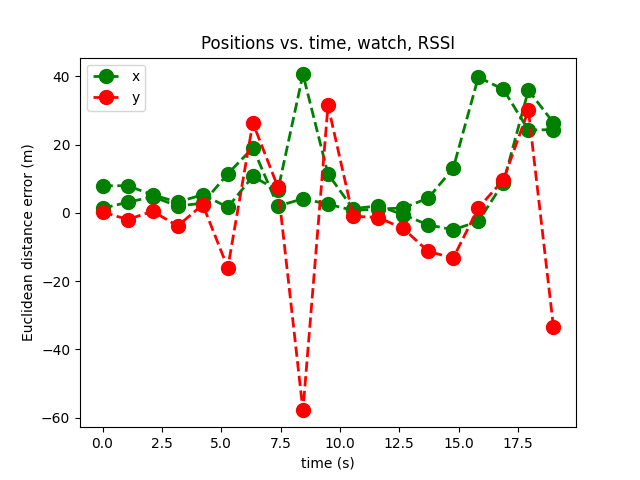 Positions vs. time, watch, RSSI
x
y
Euclidean distance error (m)
40
20
0
−20
−40
−60
0.0 2.5 5.0 7.5 10.0 12.5 15.0 17.5
time (s)